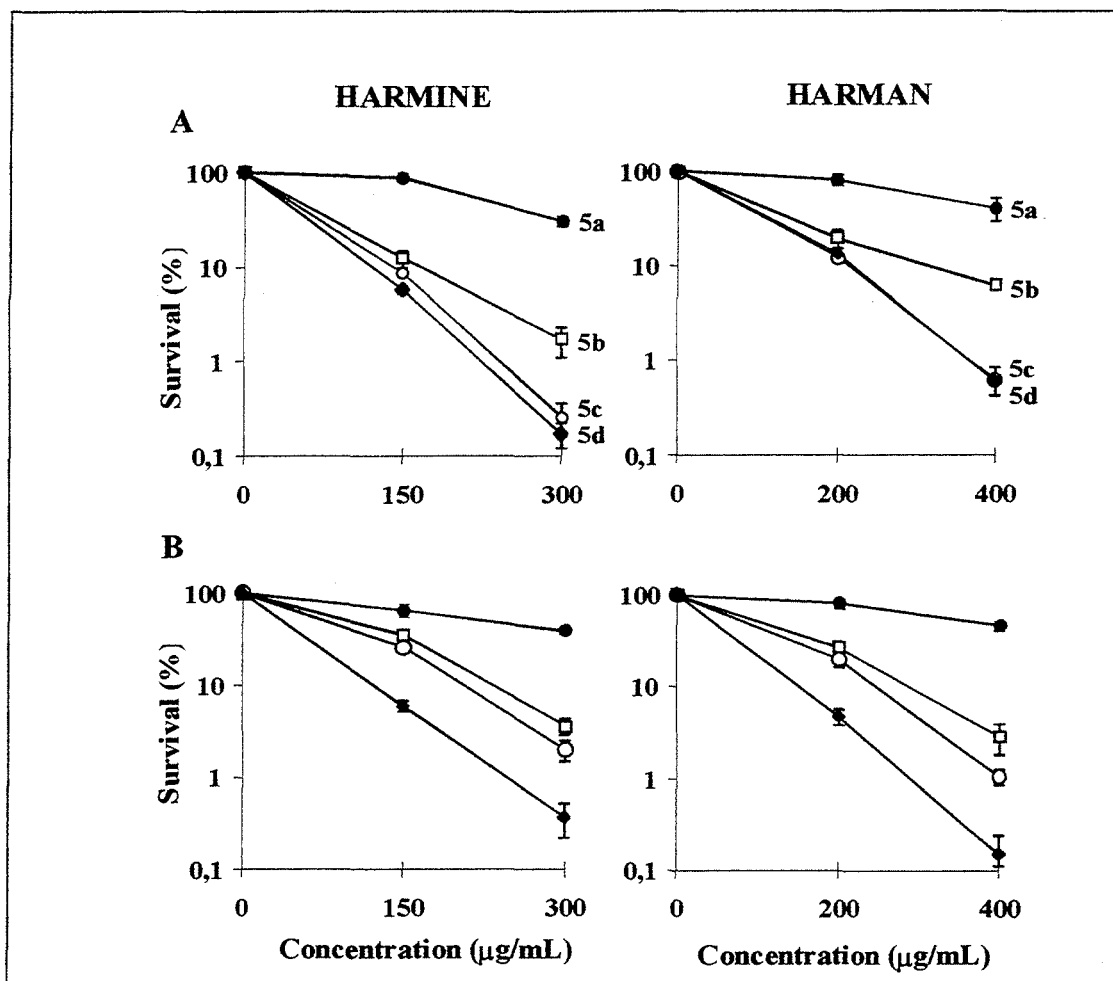 HARMINE
HARMAN
A
100
10
1
0,1
Survival (%)
5a
5b
5c
5d
0
150
300
100
10
1
0,1
5a
5b
5c
5d
0
200
400
B
100
10
1
0,1
Survival (%)
0
150
300
Concentration (µg/mL)
100
10
1
0,1
0
200
400
Concentration (µg/mL)